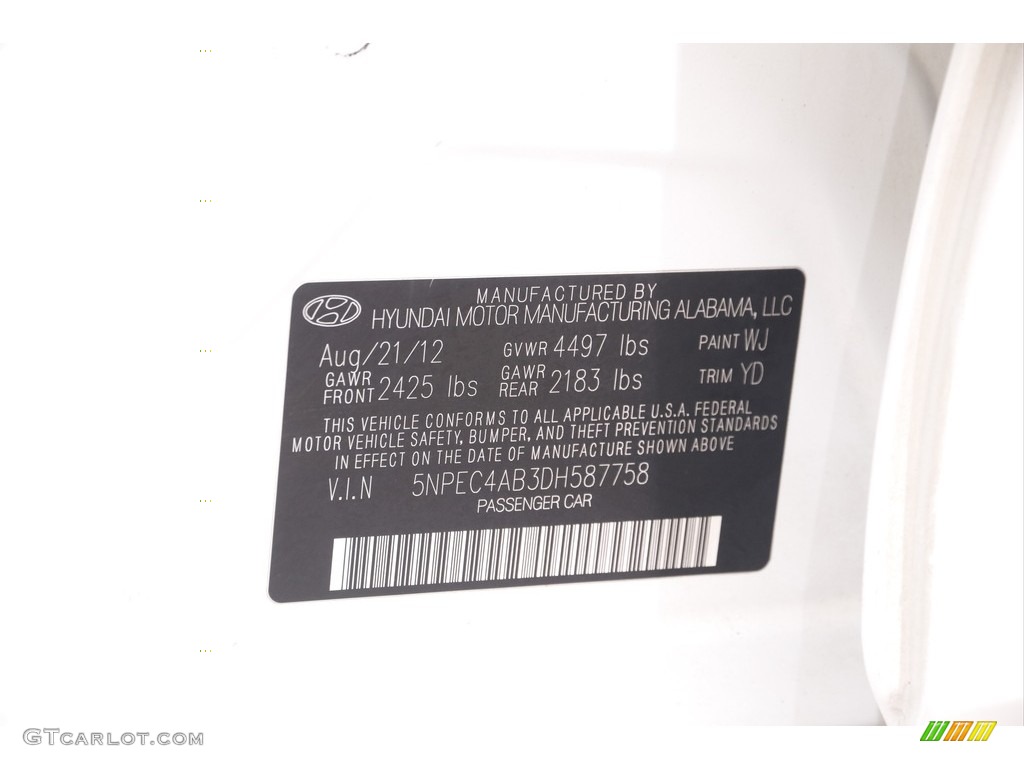 MANUFACTURED BY
HYUNDAI MOTOR MANUFACTURING ALABAMA, LLC
Aug/21/12 GVWR 4497 lbs PAINT WJ
GAWR FRONT 2425 lbs GAWR REAR 2183 lbs TRIM YD
THIS VEHICLE CONFORMS TO ALL APPLICABLE U.S.A. FEDERAL
MOTOR VEHICLE SAFETY, BUMPER, AND THEFT PREVENTION STANDARDS
IN EFFECT ON THE DATE OF MANUFACTURE SHOWN ABOVE
V.I.N 5NPEC4AB3DH587758
PASSENGER CAR
GTCARLOT.COM